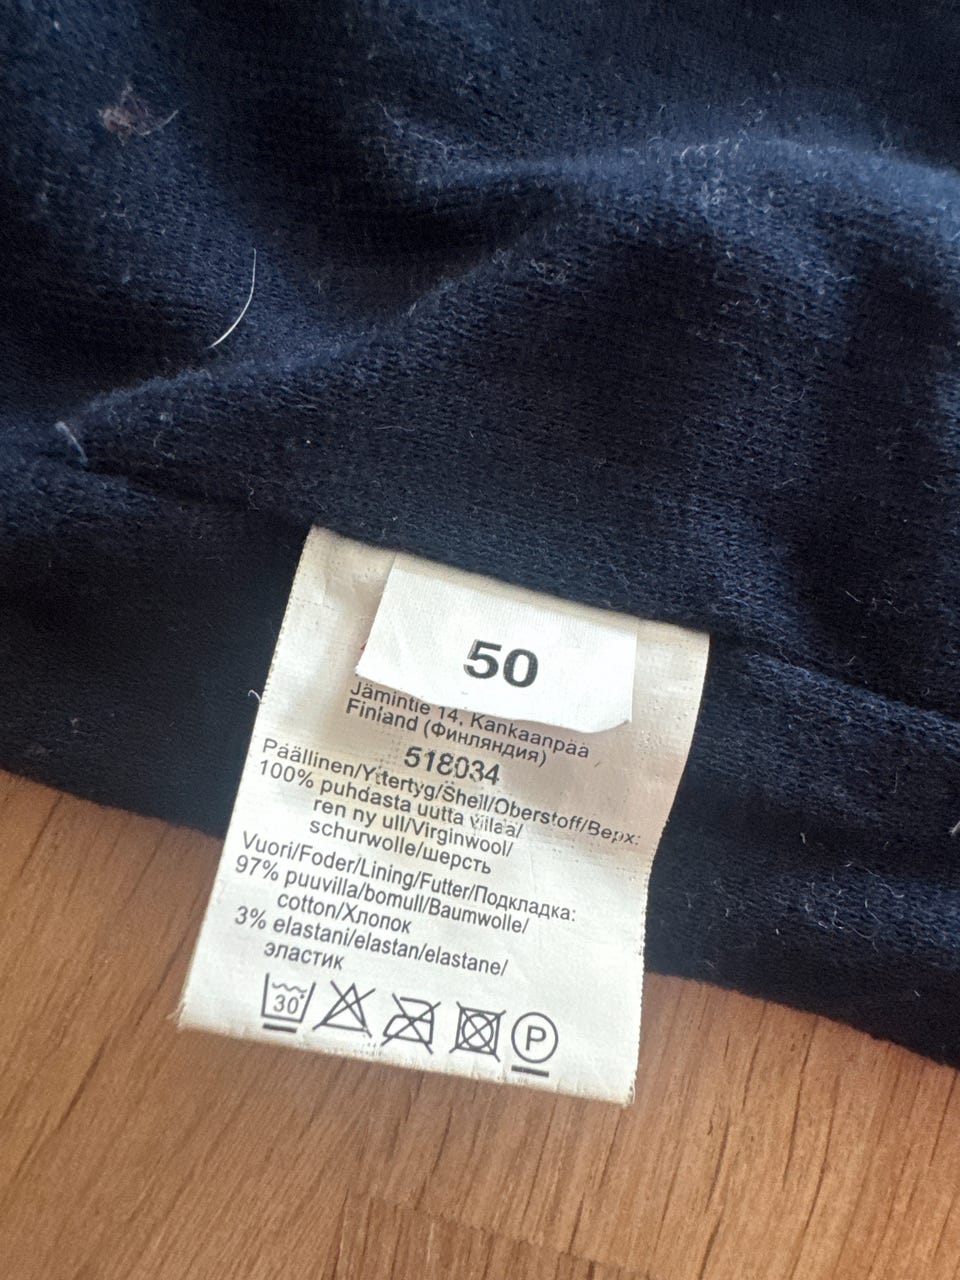 50
Jämintie 14, Kankaanpää
Finland (Финляндия)
518034
Päällinen/Yttertyg/Shell/Oberstoff/Верх:
100% puhdasta uutta villaa/
ren ny ull/Virginwool/
schurwolle/шерсть
Vuori/Foder/Lining/Futter/Подкладка:
97% puuvilla/bomull/Baumwolle/
cotton/Хлопок
3% elastani/elastan/elastane/
эластик
30°
P